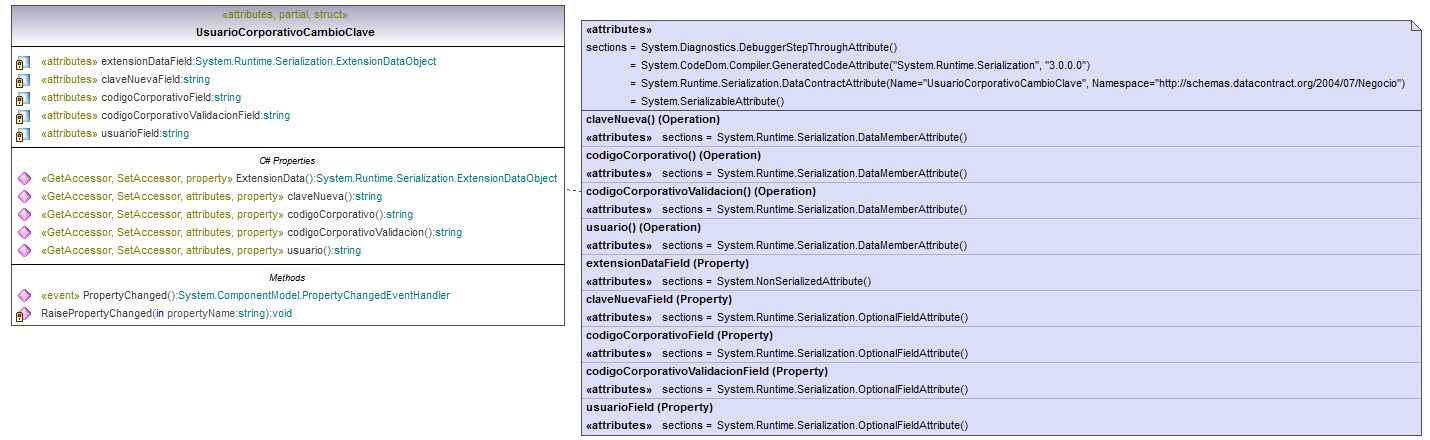 «attributes, partial, struct»
UsuarioCorporativoCambioClave
«attributes» extensionDataField:System.Runtime.Serialization.ExtensionDataObject
«attributes» claveNuevaField:string
«attributes» codigoCorporativoField:string
«attributes» codigoCorporativoValidacionField:string
«attributes» usuarioField:string
C# Properties
«GetAccessor, SetAccessor, property» ExtensionData():System.Runtime.Serialization.ExtensionDataObject
«GetAccessor, SetAccessor, attributes, property» claveNueva():string
«GetAccessor, SetAccessor, attributes, property» codigoCorporativo():string
«GetAccessor, SetAccessor, attributes, property» codigoCorporativoValidacion():string
«GetAccessor, SetAccessor, attributes, property» usuario():string
Methods
«event» PropertyChanged():System.ComponentModel.PropertyChangedEventHandler
RaisePropertyChanged(in propertyName:string):void
«attributes»
sections = System.Diagnostics.DebuggerStepThroughAttribute()
= System.CodeDom.Compiler.GeneratedCodeAttribute("System.Runtime.Serialization", "3.0.0.0")
= System.Runtime.Serialization.DataContractAttribute(Name="UsuarioCorporativoCambioClave", Namespace="http://schemas.datacontract.org/2004/07/Negocio")
= System.SerializableAttribute()
claveNueva() (Operation)
«attributes» sections = System.Runtime.Serialization.DataMemberAttribute()
codigoCorporativo() (Operation)
«attributes» sections = System.Runtime.Serialization.DataMemberAttribute()
codigoCorporativoValidacion() (Operation)
«attributes» sections = System.Runtime.Serialization.DataMemberAttribute()
usuario() (Operation)
«attributes» sections = System.Runtime.Serialization.DataMemberAttribute()
extensionDataField (Property)
«attributes» sections = System.NonSerializedAttribute()
claveNuevaField (Property)
«attributes» sections = System.Runtime.Serialization.OptionalFieldAttribute()
codigoCorporativoField (Property)
«attributes» sections = System.Runtime.Serialization.OptionalFieldAttribute()
codigoCorporativoValidacionField (Property)
«attributes» sections = System.Runtime.Serialization.OptionalFieldAttribute()
usuarioField (Property)
«attributes» sections = System.Runtime.Serialization.OptionalFieldAttribute()